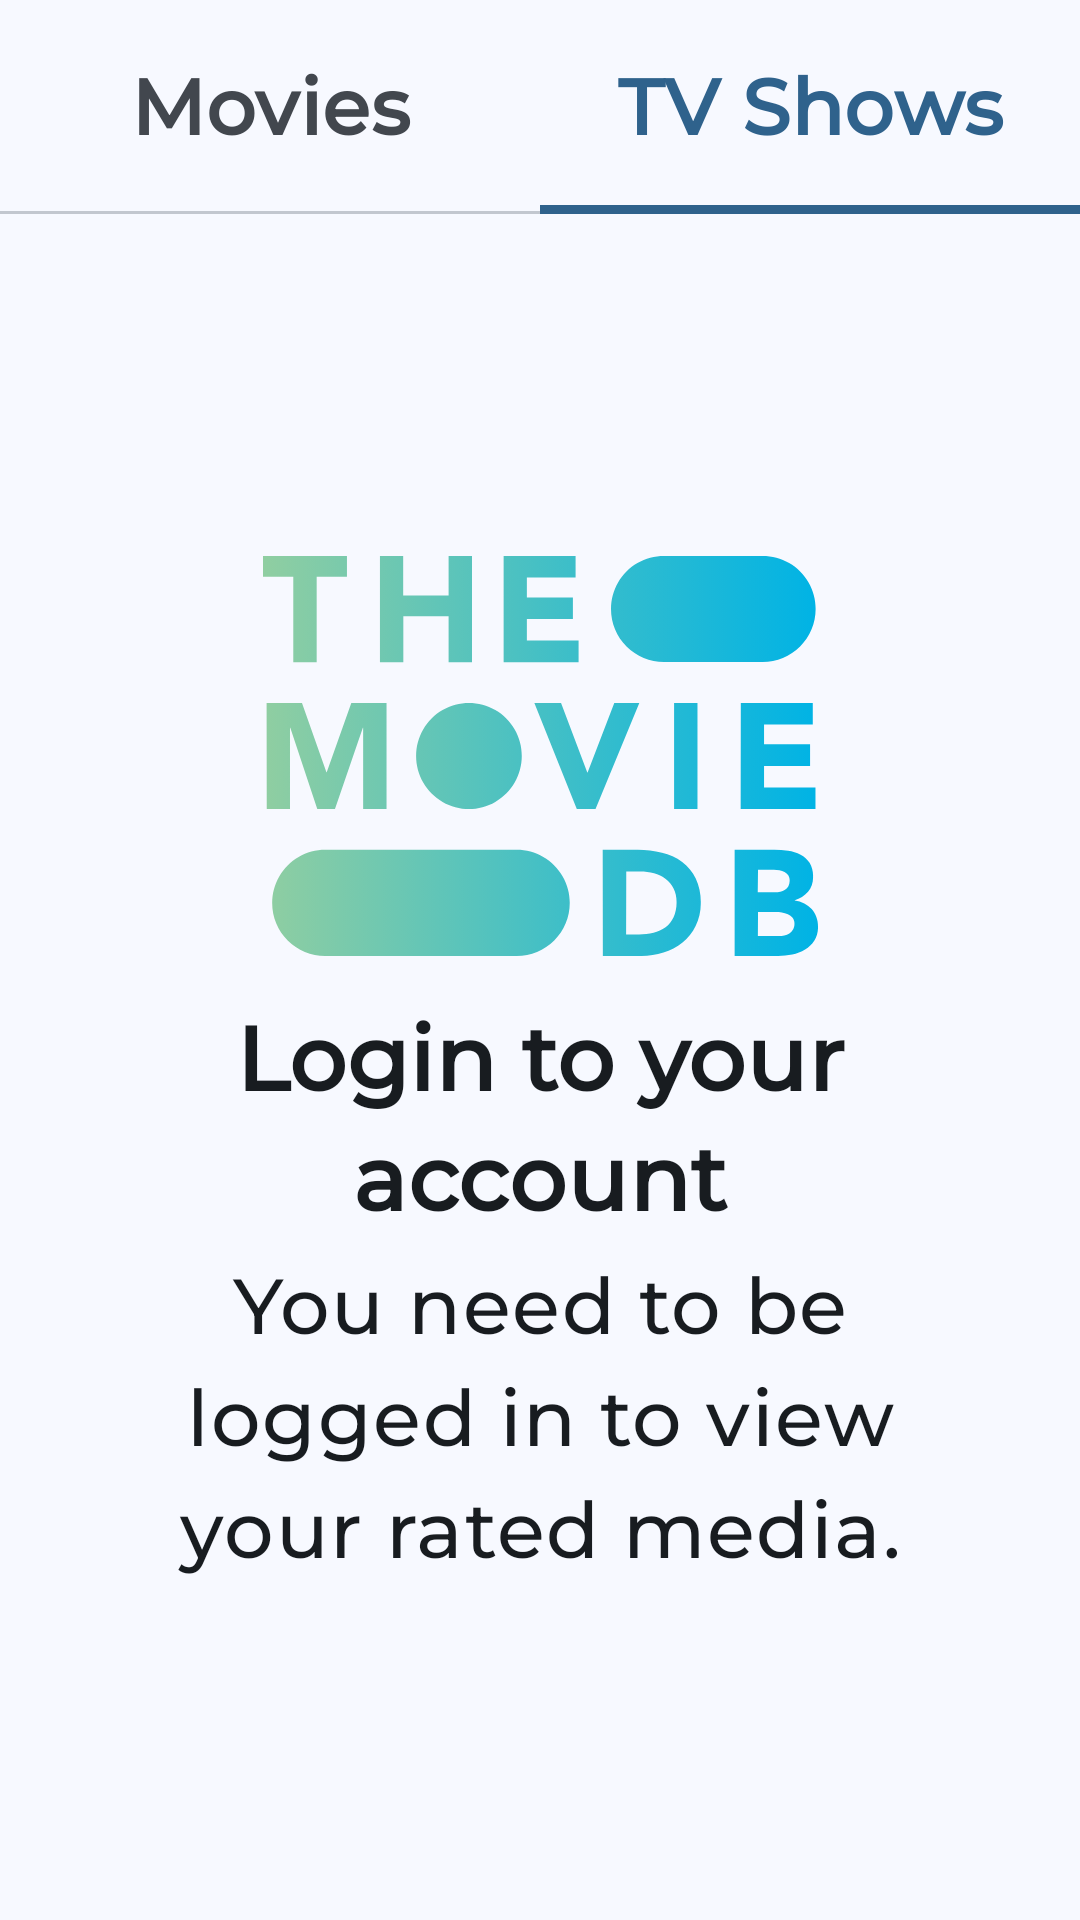 Movies
TV Shows
THE
MOVIE
DB
Login to your
account
You need to be
logged in to view
your rated media.